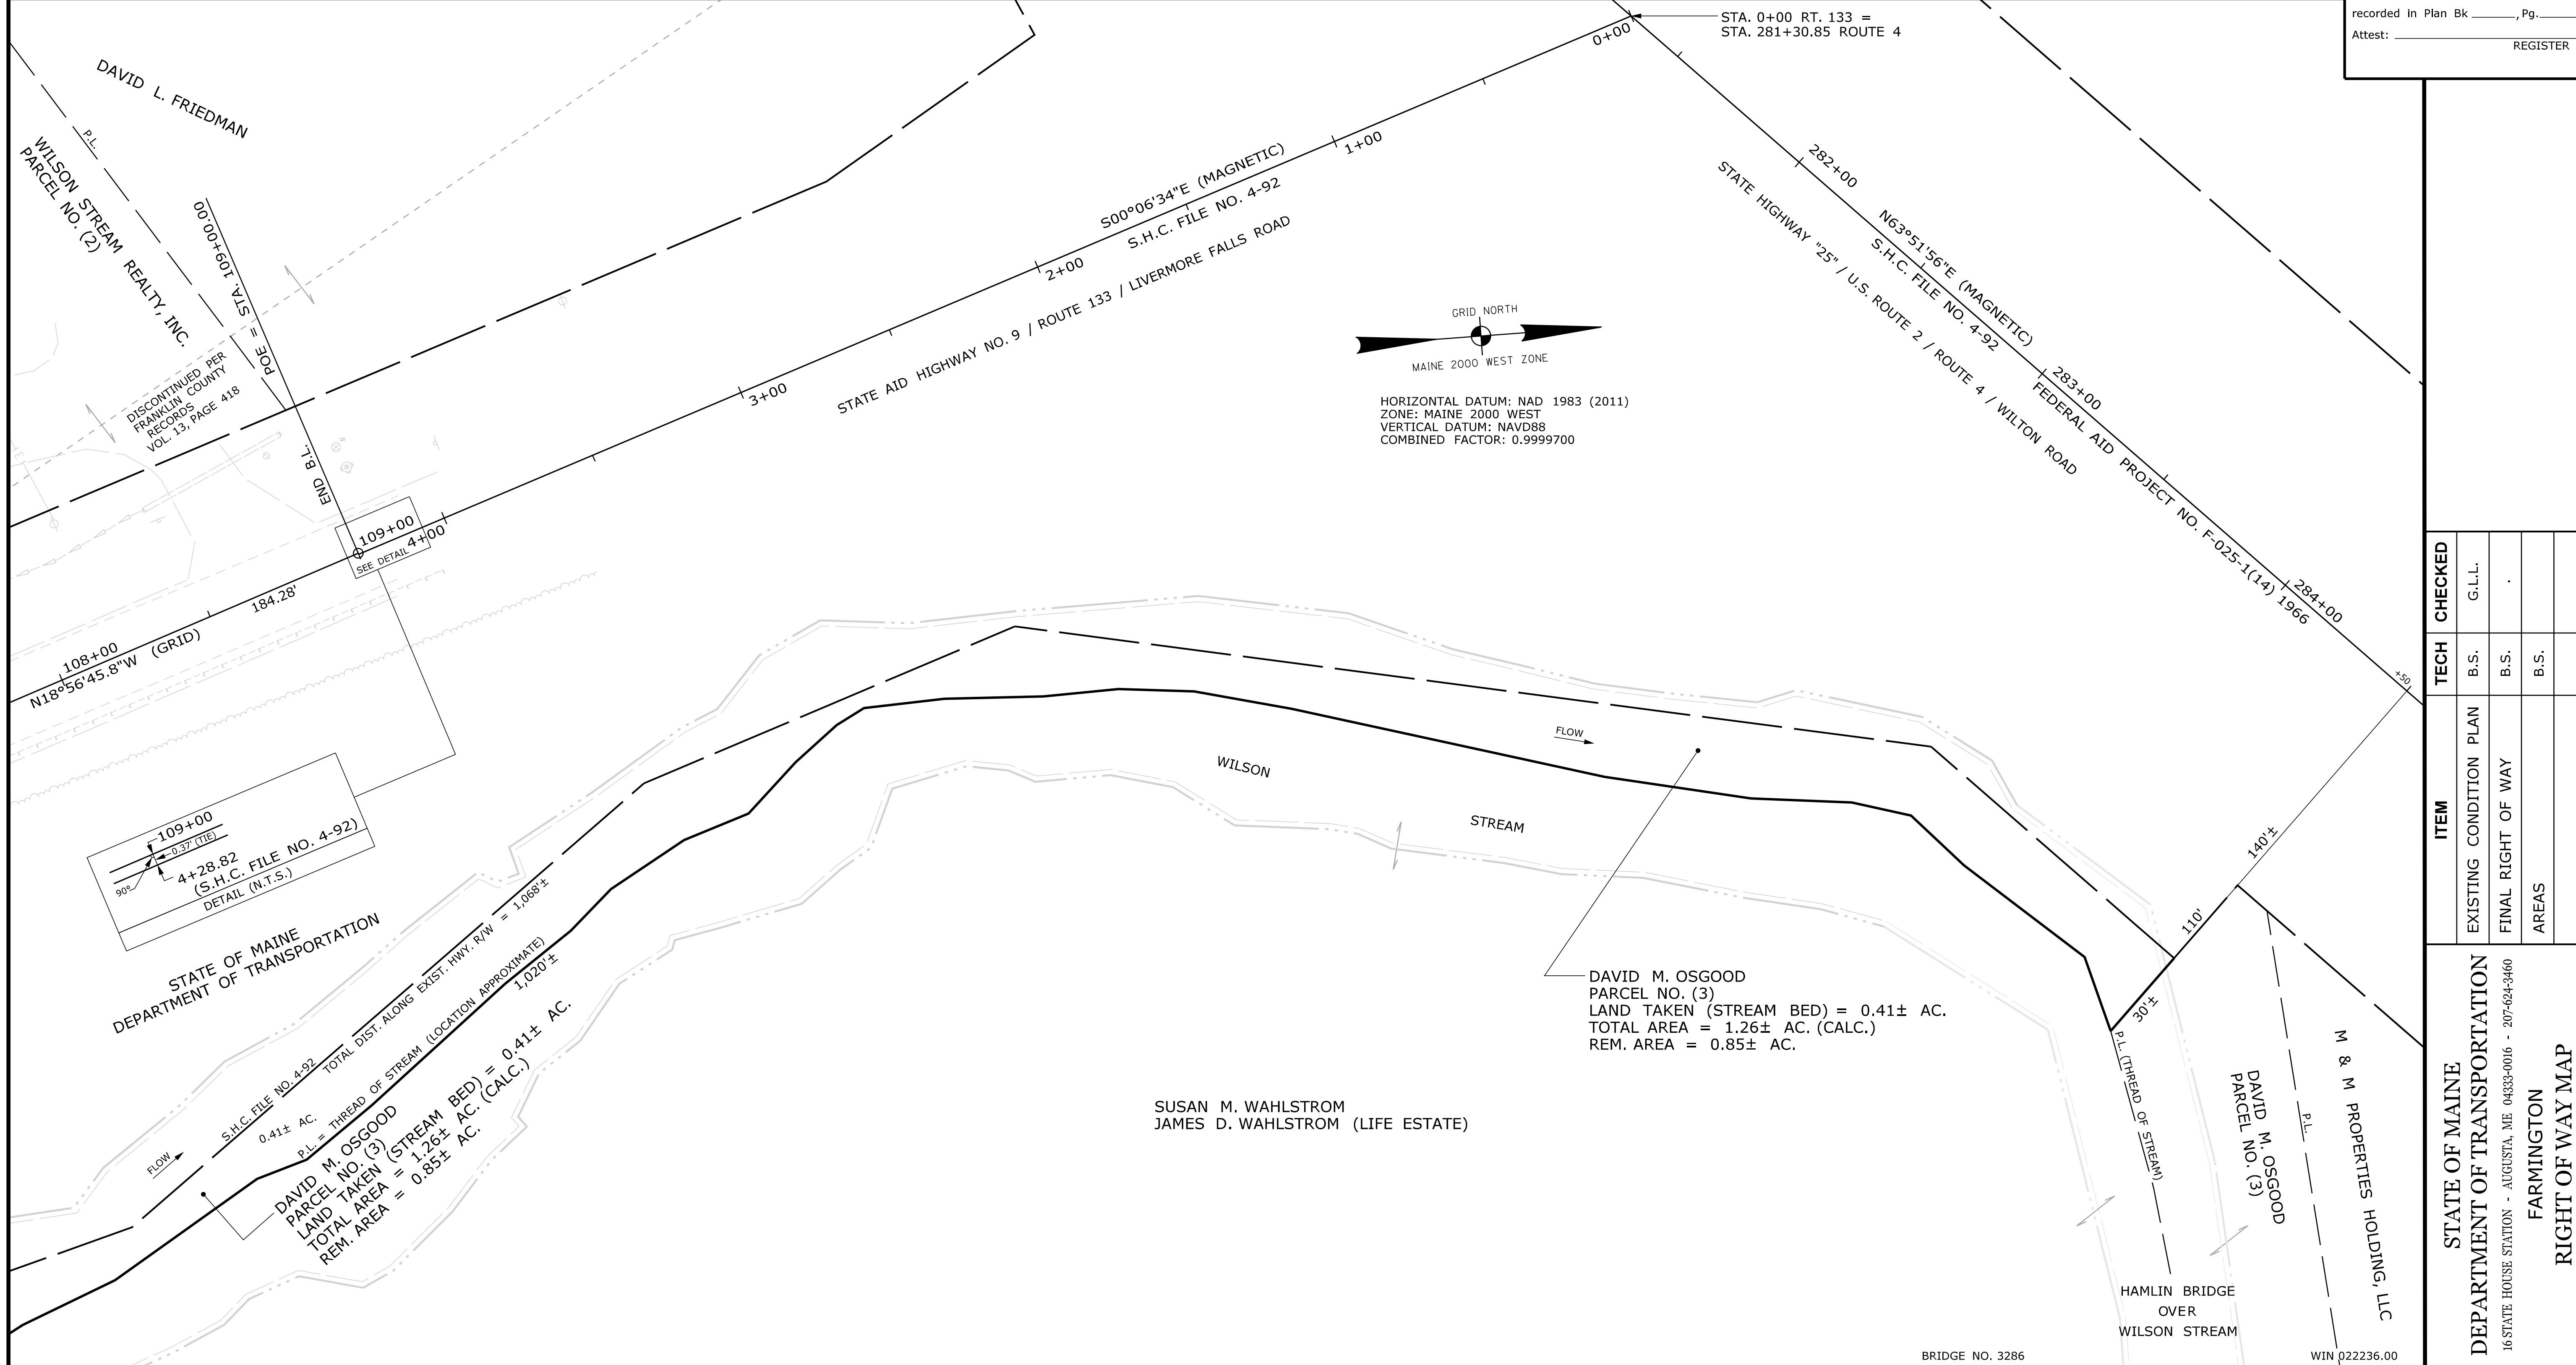 DAVID L. FRIEDMAN
P.L.
WILSON STREAM REALTY, INC.
PARCEL NO. (2)
POE = STA. 109+00.00
END B.L.
DISCONTINUED PER
FRANKLIN COUNTY
RECORDS
VOL. 13, PAGE 418
109+00
SEE DETAIL
4+00
184.28'
108+00
N18°56'45.8"W (GRID)
3+00
2+00
1+00
0+00
S00°06'34"E (MAGNETIC)
S.H.C. FILE NO. 4-92
STATE AID HIGHWAY NO. 9 / ROUTE 133 / LIVERMORE FALLS ROAD
STA. 0+00 RT. 133 =
STA. 281+30.85 ROUTE 4
GRID NORTH
MAINE 2000 WEST ZONE
HORIZONTAL DATUM: NAD 1983 (2011)
ZONE: MAINE 2000 WEST
VERTICAL DATUM: NAVD88
COMBINED FACTOR: 0.9999700
282+00
N63°51'56"E (MAGNETIC)
S.H.C. FILE NO. 4-92
283+00
STATE HIGHWAY "25" / U.S. ROUTE 2 / ROUTE 4 / WILTON ROAD
FEDERAL AID PROJECT NO. F-025-1(14) 1966
284+00
+50
140'±
110'
30'±
109+00
0.37' (TIE)
90°
4+28.82
(S.H.C. FILE NO. 4-92)
DETAIL (N.T.S.)
STATE OF MAINE
DEPARTMENT OF TRANSPORTATION
FLOW
WILSON
STREAM
S.H.C. FILE NO. 4-92
TOTAL DIST. ALONG EXIST. HWY. R/W = 1,068'±
0.41± AC.
P.L. = THREAD OF STREAM (LOCATION APPROXIMATE)
1,020'±
FLOW
DAVID M. OSGOOD
PARCEL NO. (3)
LAND TAKEN (STREAM BED) = 0.41± AC.
TOTAL AREA = 1.26± AC. (CALC.)
REM. AREA = 0.85± AC.
DAVID M. OSGOOD
PARCEL NO. (3)
LAND TAKEN (STREAM BED) = 0.41± AC.
TOTAL AREA = 1.26± AC. (CALC.)
REM. AREA = 0.85± AC.
SUSAN M. WAHLSTROM
JAMES D. WAHLSTROM (LIFE ESTATE)
P.L. (THREAD OF STREAM)
DAVID M. OSGOOD
PARCEL NO. (3)
P.L.
M & M PROPERTIES HOLDING, LLC
HAMLIN BRIDGE
OVER
WILSON STREAM
BRIDGE NO. 3286
WIN 022236.00
recorded in Plan Bk ______, Pg.
Attest:
REGISTER
ITEM TECH CHECKED
EXISTING CONDITION PLAN B.S. G.L.L.
FINAL RIGHT OF WAY B.S. .
AREAS B.S.
STATE OF MAINE
DEPARTMENT OF TRANSPORTATION
16 STATE HOUSE STATION - AUGUSTA, ME 04333-0016 - 207-624-3460
FARMINGTON
RIGHT OF WAY MAP